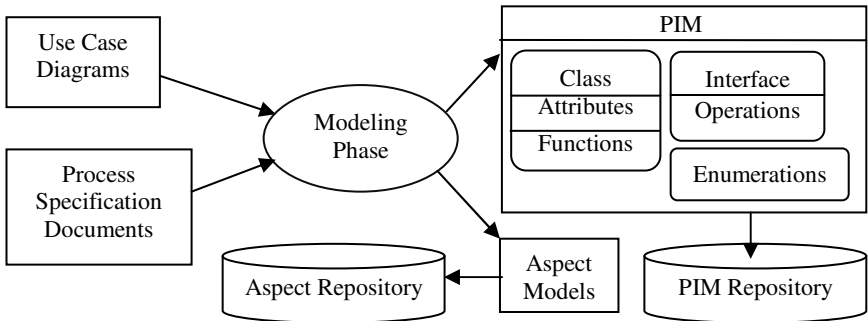 Use Case
Diagrams
Process
Specification
Documents
Modeling
Phase
PIM
Class
Attributes
Functions
Interface
Operations
Enumerations
Aspect Repository
Aspect
Models
PIM Repository